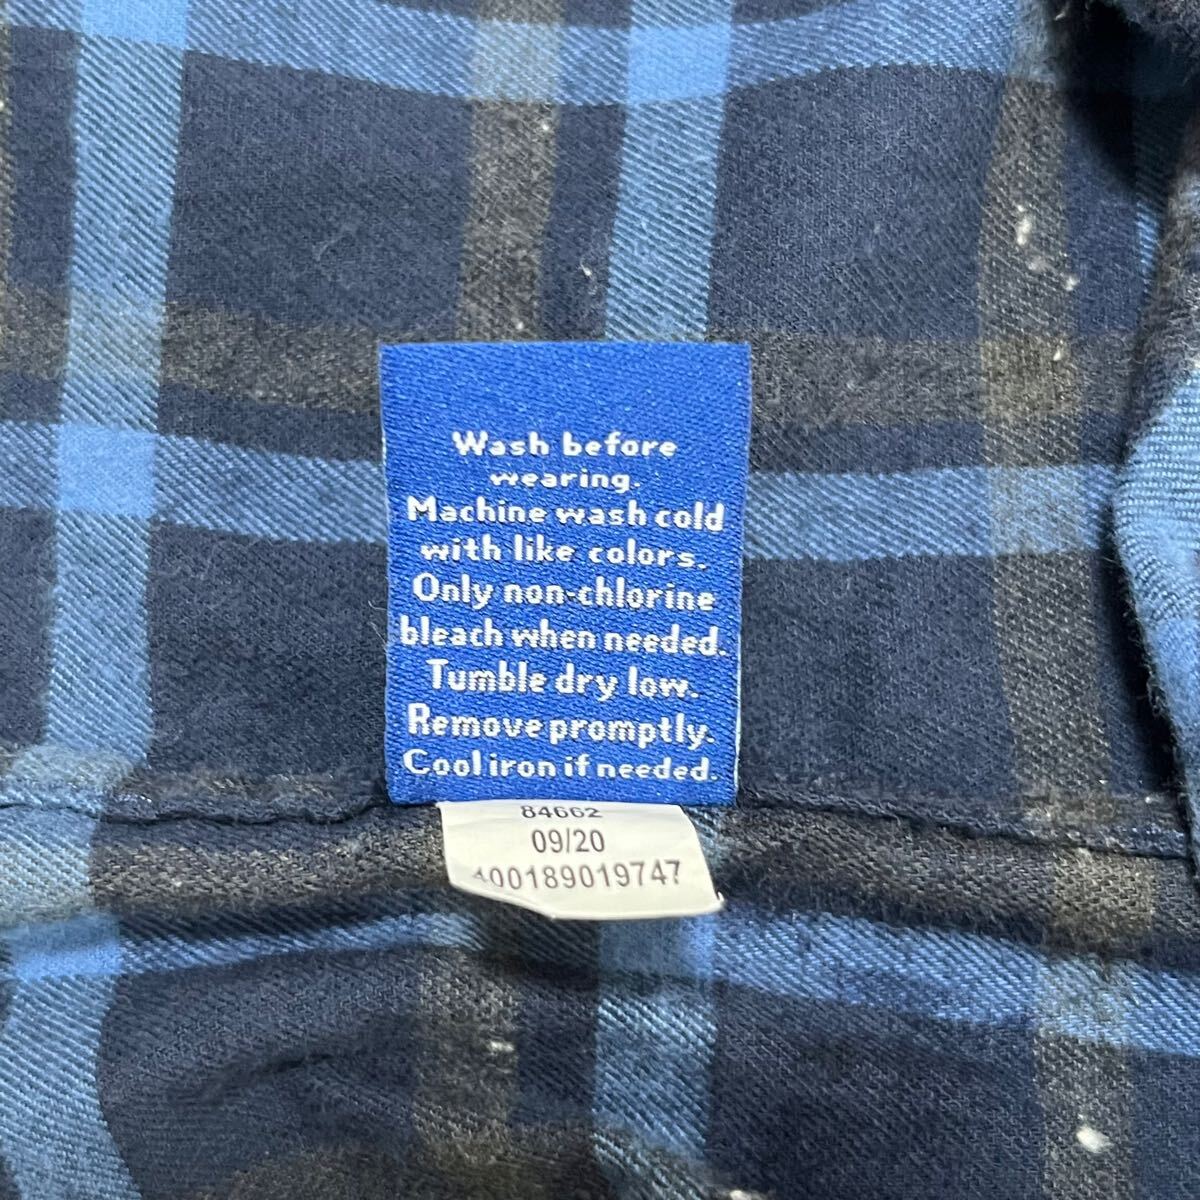 Wash before
wearing.
Machine wash cold
with like colors.
Only non-chlorine
bleach when needed.
Tumble dry low.
Remove promptly.
Cool iron if needed.
84662
09/20
400189019747